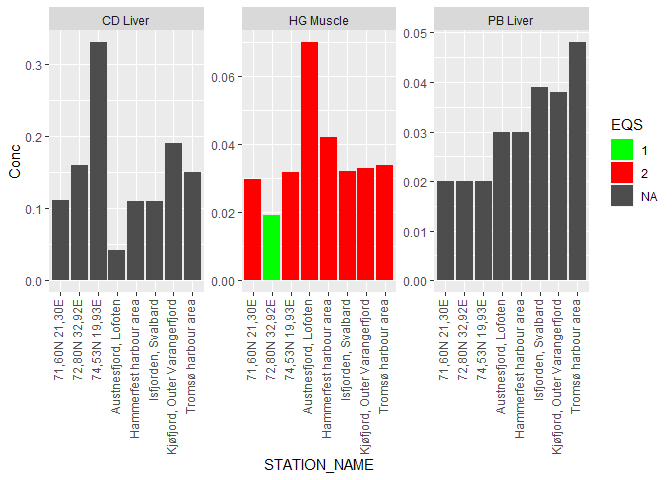 CD Liver
HG Muscle
PB Liver
Conc
0.3
0.2
0.1
0.0
0.06
0.04
0.02
0.00
0.05
0.04
0.03
0.02
0.01
0.00
71,60N 21,30E
72,80N 32,92E
74,53N 19,93E
Austnesfjord, Lofoten
Hammerfest harbour area
Isfjorden, Svalbard
Kjøfjord, Outer Varangerfjord
Tromsø harbour area
71,60N 21,30E
72,80N 32,92E
74,53N 19,93E
Austnesfjord, Lofoten
Hammerfest harbour area
Isfjorden, Svalbard
Kjøfjord, Outer Varangerfjord
Tromsø harbour area
71,60N 21,30E
72,80N 32,92E
74,53N 19,93E
Austnesfjord, Lofoten
Hammerfest harbour area
Isfjorden, Svalbard
Kjøfjord, Outer Varangerfjord
Tromsø harbour area
STATION_NAME
EQS
1
2
NA